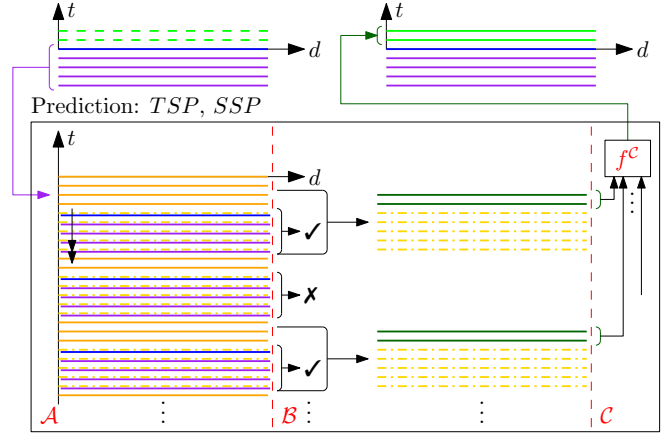 t
t
d
d
Prediction: TSP, SSP
t
f^C
d
⋮
✓
✗
✓
A ⋮ B ⋮ ⋮ C